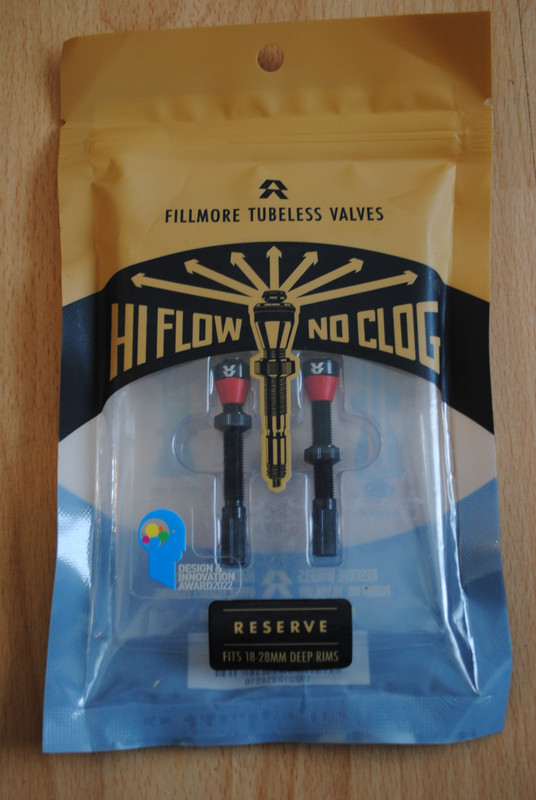 FILLMORE TUBELESS VALVES
HI FLOW NO CLOG
DESIGN &
INNOVATION
AWARD2022
RESERVE
FITS 18-28MM DEEP RIMS